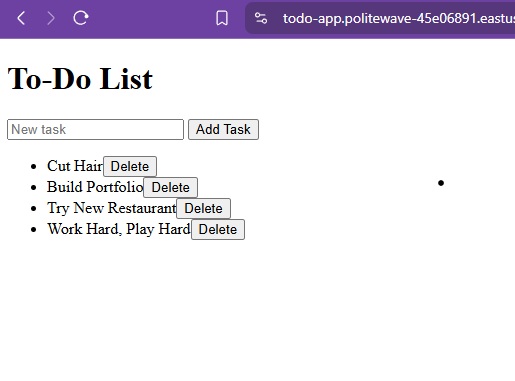 todo-app.politewave-45e06891.eastus
To-Do List
New task Add Task
Cut Hair Delete
Build Portfolio Delete
Try New Restaurant Delete
Work Hard, Play Hard Delete